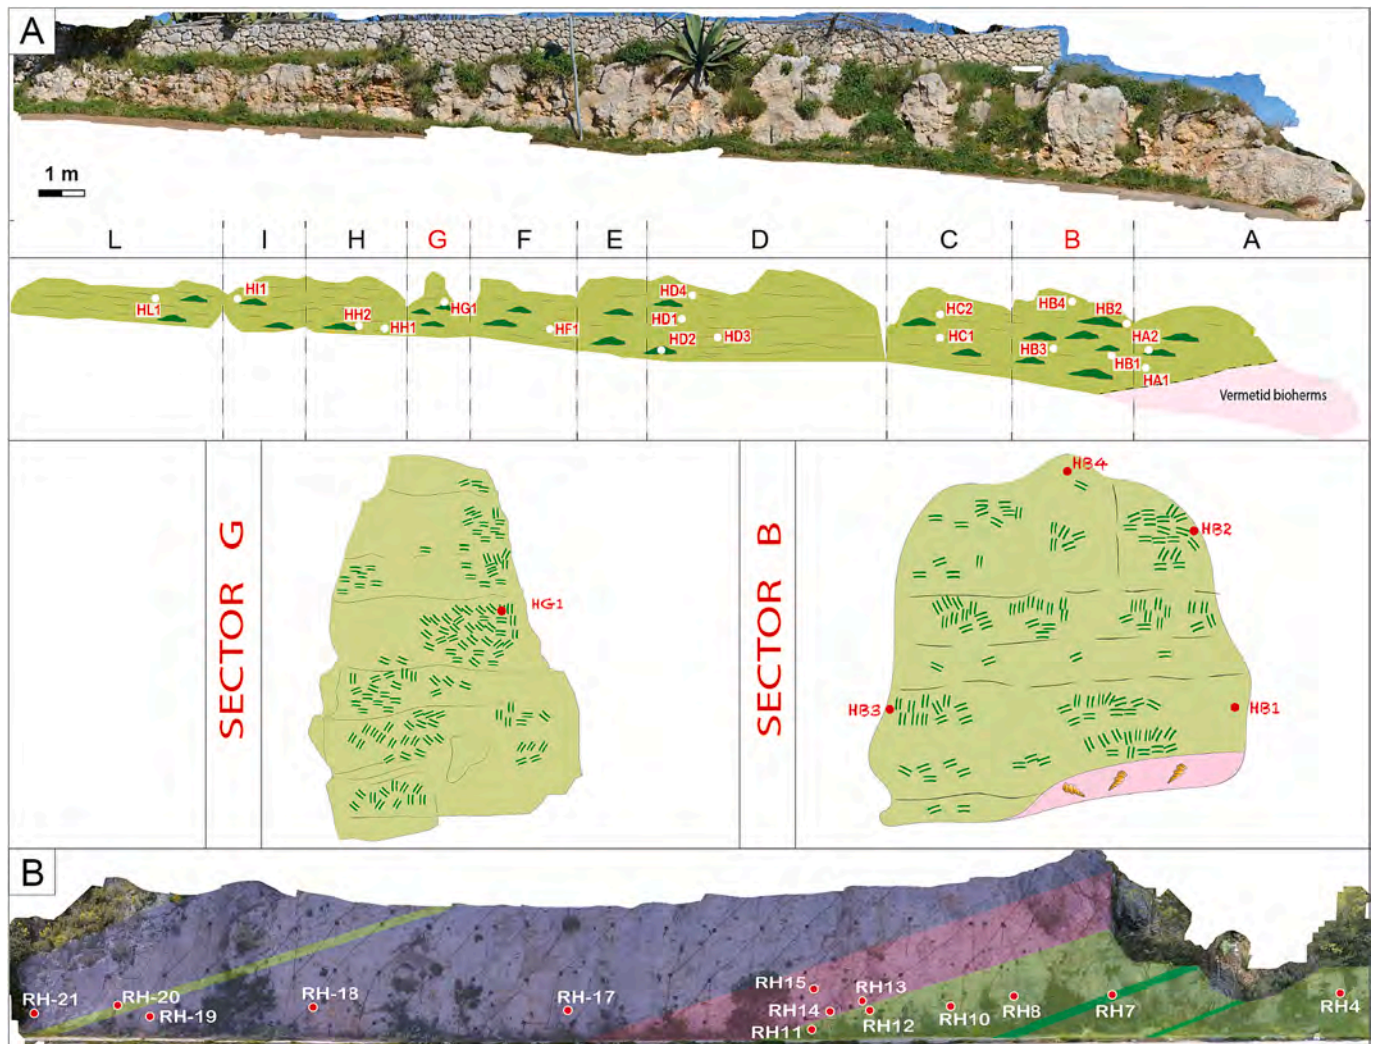 A
1 m
L I H G F E D C B A
HL1 HI1 HH2 HH1 HG1 HF1 HD4 HD1 HD2 HD3 HC2 HC1 HB4 HB2 HB3 HB1 HA2 HA1
Vermetid bioherms
SECTOR G
HG1
SECTOR B
HB4
HB2
HB3
HB1
B
RH-21 RH-20 RH-19 RH-18 RH-17 RH15 RH14 RH11 RH13 RH12 RH10 RH8 RH7 RH4